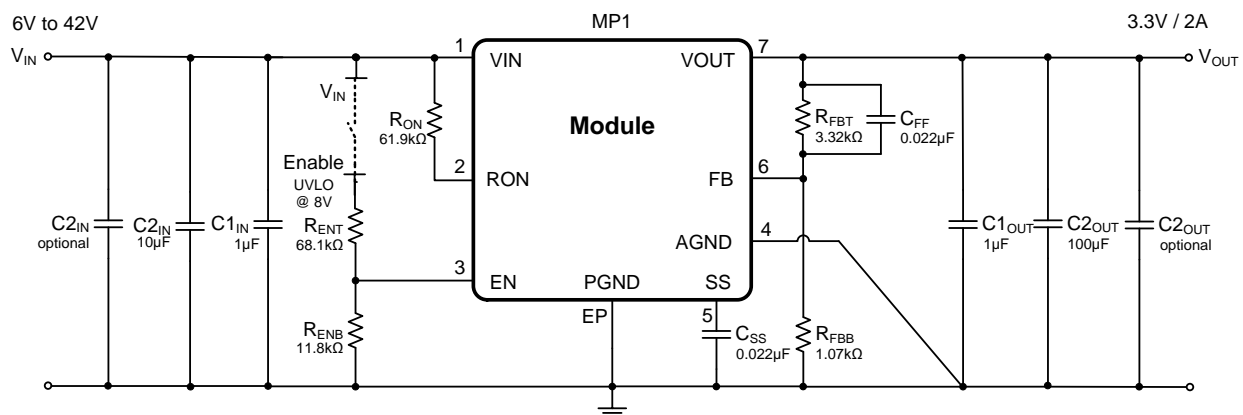 6V to 42V
MP1
3.3V / 2A
VIN
1
VIN
VOUT
7
VOUT
VIN
RON
61.9kΩ
Module
RFBT
3.32kΩ
CFF
0.022µF
Enable
UVLO
@ 8V
2
RON
FB
6
C2IN
optional
C2IN
10µF
C1IN
1µF
RENT
68.1kΩ
AGND
4
C1OUT
1µF
C2OUT
100µF
C2OUT
optional
3
EN
PGND
SS
EP
5
RENB
11.8kΩ
CSS
0.022µF
RFBB
1.07kΩ